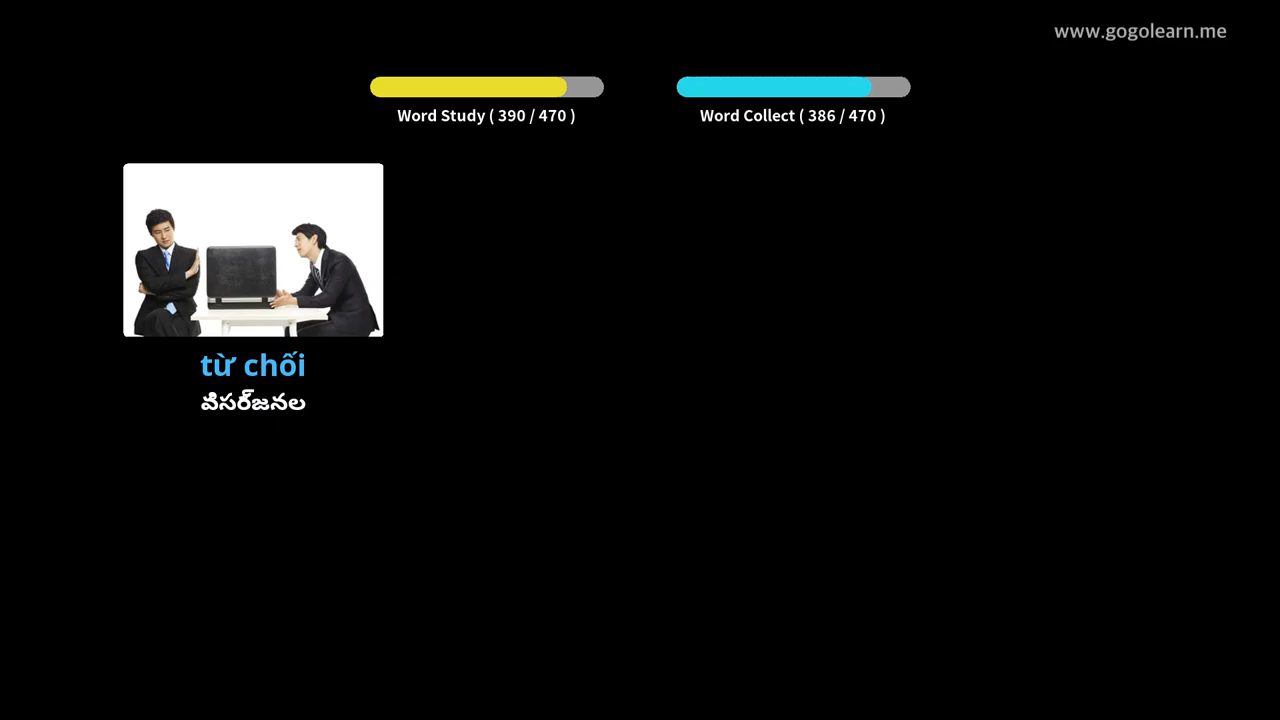 www.gogolearn.me
Word Study ( 390 / 470 )
Word Collect ( 386 / 470 )
từ chối
విసర్జనల